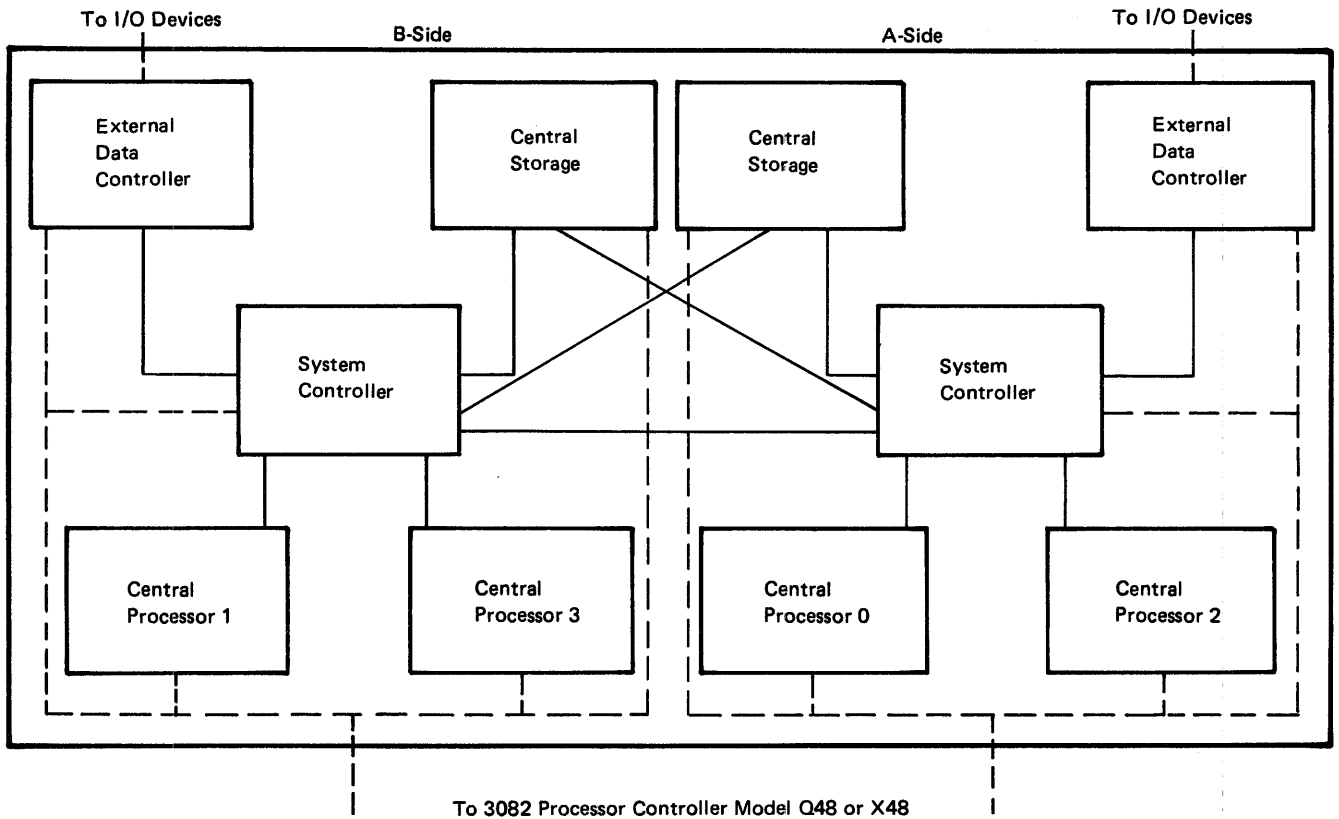 To I/O Devices
To I/O Devices
B-Side
A-Side
External
Data
Controller
Central
Storage
Central
Storage
External
Data
Controller
System
Controller
System
Controller
Central
Processor 1
Central
Processor 3
Central
Processor 0
Central
Processor 2
To 3082 Processor Controller Model Q48 or X48